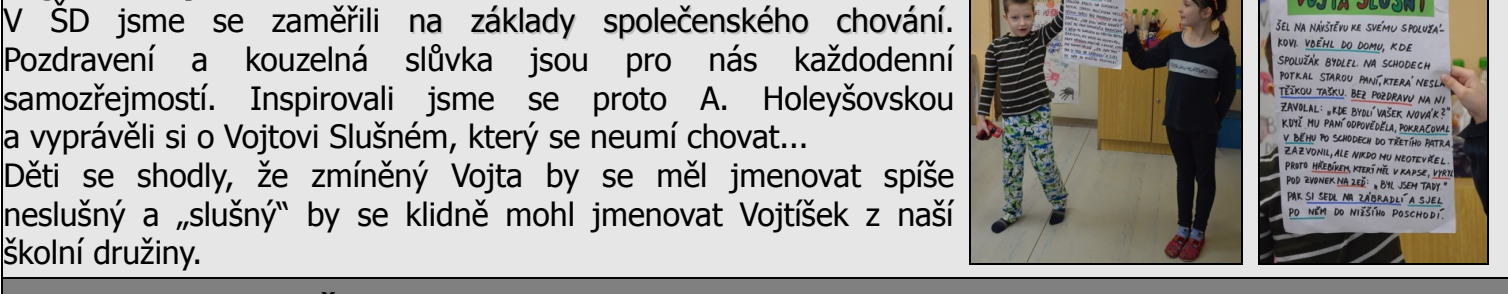 V ŠD jsme se zaměřili na základy společenského chování.
Pozdravení a kouzelná slůvka jsou pro nás každodenní
samozřejmostí. Inspirovali jsme se proto A. Holeyšovskou
a vyprávěli si o Vojtovi Slušném, který se neumí chovat...
Děti se shodly, že zmíněný Vojta by se měl jmenovat spíše
neslušný a „slušný“ by se klidně mohl jmenovat Vojtíšek z naší
školní družiny.
VOJTA SLUŠNÝ
ŠEL NA NÁVŠTĚVU KE SVÉMU SPOLUŽÁ-
KOVI. VBĚHL DO DOMU, KDE
SPOLUŽÁK BYDLEL. NA SCHODECH
POTKAL STAROU PANÍ, KTERÁ NESLA
TĚŽKOU TAŠKU. BEZ POZDRAVU NA NI
ZAVOLAL: „KDE BYDLÍ VAŠEK NOVÁK?“
KDYŽ MU PANÍ ODPOVĚDĚLA, POKRAČOVAL
V BĚHU PO SCHODECH DO TŘETÍHO PATRA.
ZAZVONIL, ALE NIKDO MU NEOTEVŘEL.
PROTO HŘEBÍKEM, KTERÝ MĚL V KAPSE,
POD ZVONEK NA ZEĎ: „BYL JSEM TADY“
PAK SI SEDL NA ZÁBRADLÍ A SJEL
PO NĚM DO NIŽŠÍHO POSCHODÍ.